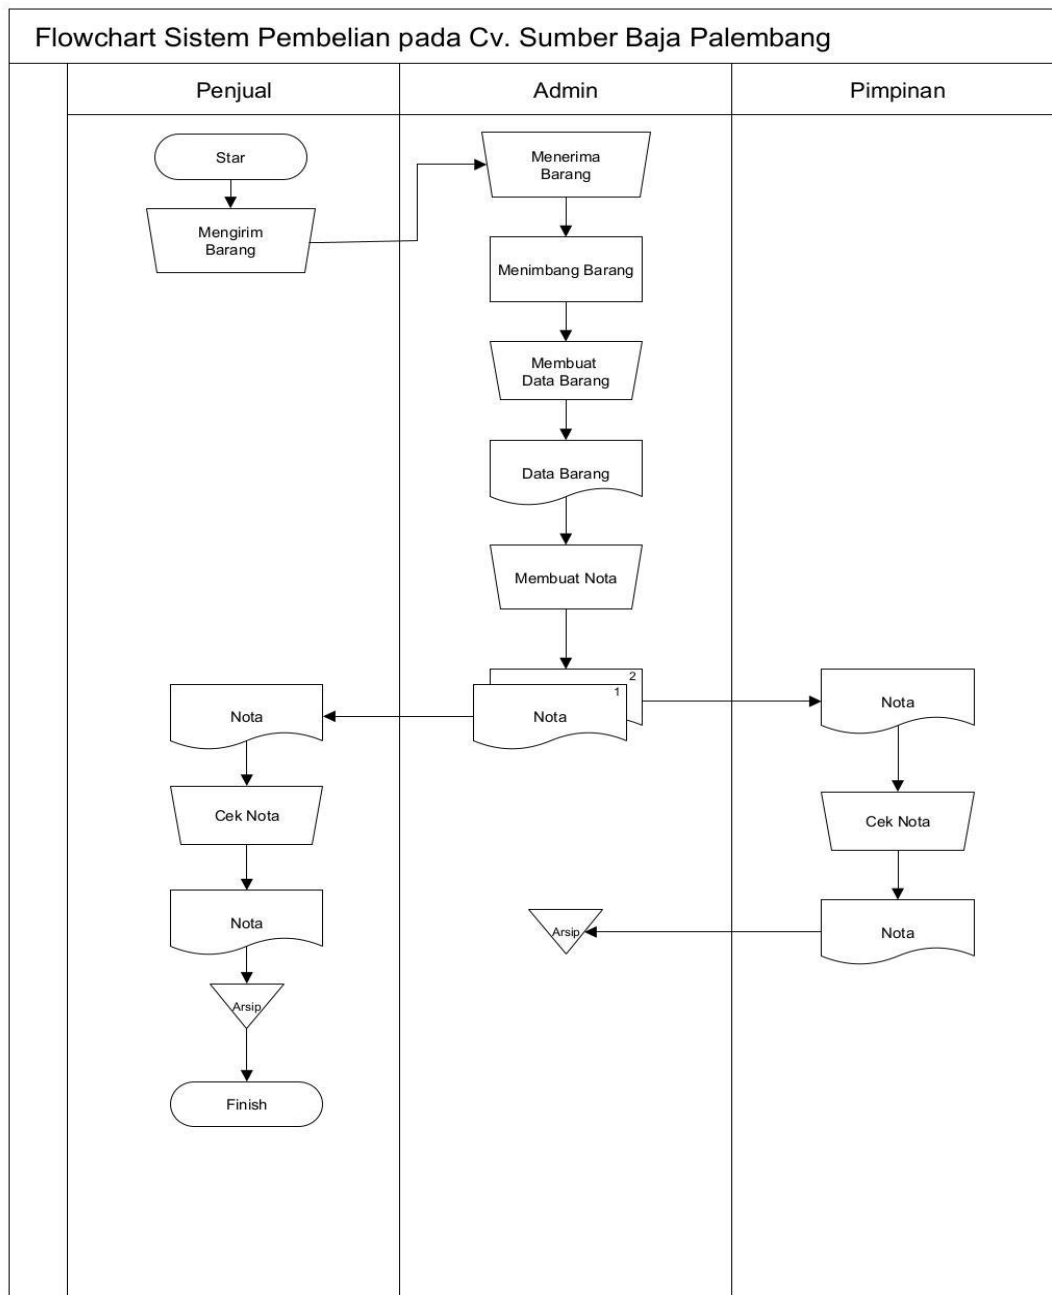 Flowchart Sistem Pembelian pada Cv. Sumber Baja Palembang
Penjual
Admin
Pimpinan
Star
Mengirim
Barang
Menerima
Barang
Menimbang Barang
Membuat
Data Barang
Data Barang
Membuat Nota
2
1
Nota
Nota
Nota
Cek Nota
Cek Nota
Nota
Arsip
Nota
Arsip
Finish